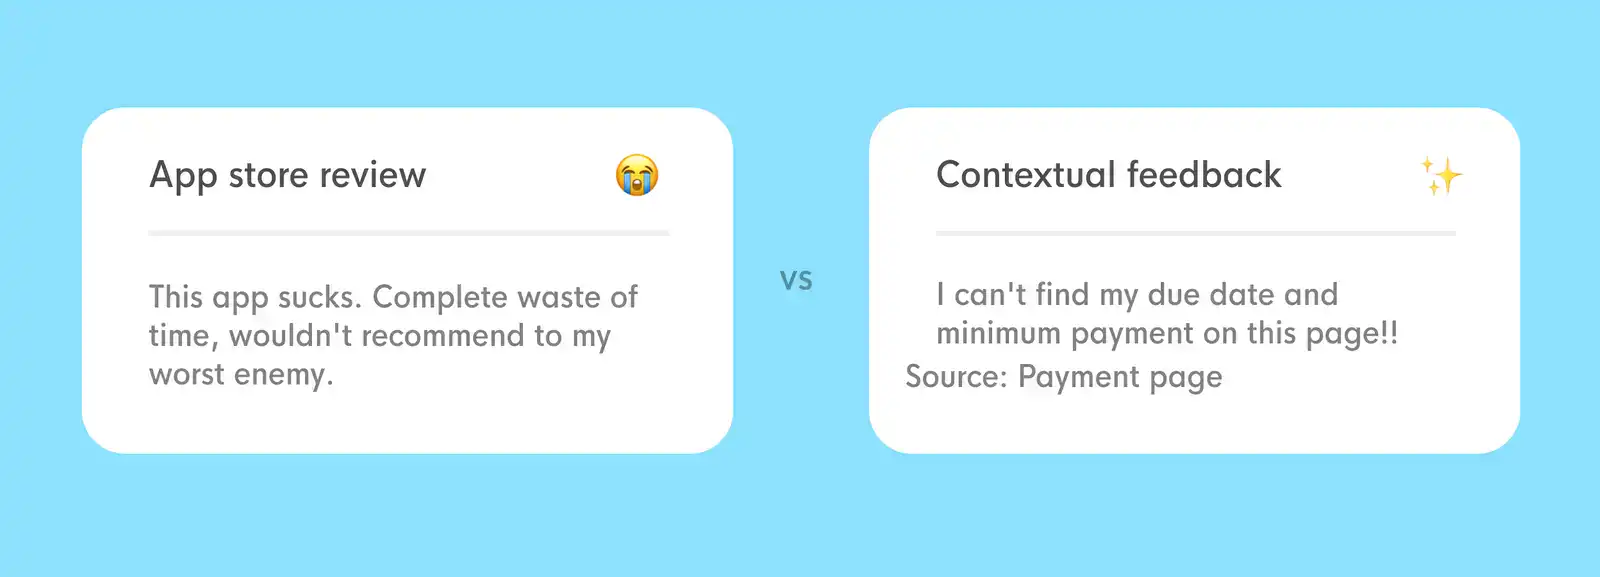 App store review
This app sucks. Complete waste of
time, wouldn't recommend to my
worst enemy.
vs
Contextual feedback
I can't find my due date and
minimum payment on this page!!
Source: Payment page